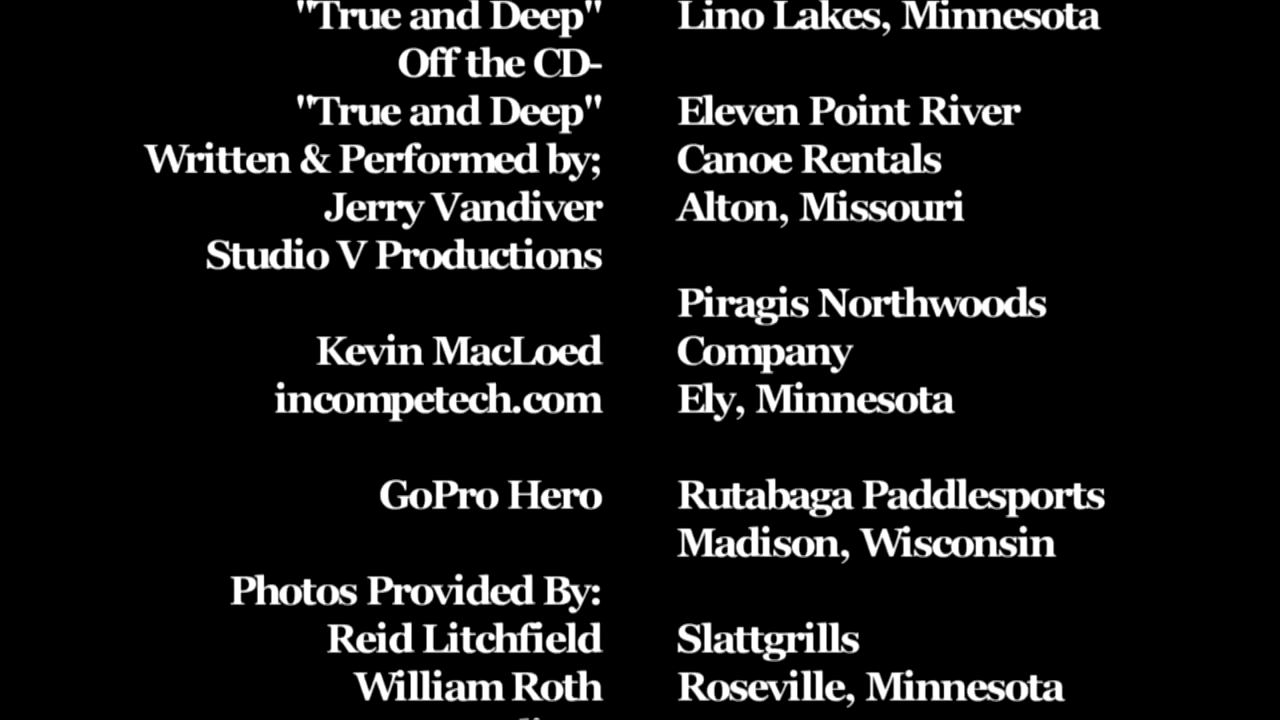 "True and Deep"
Off the CD-
"True and Deep"
Written & Performed by;
Jerry Vandiver
Studio V Productions
Kevin MacLoed
incompetech.com
GoPro Hero
Photos Provided By:
Reid Litchfield
William Roth
Lino Lakes, Minnesota
Eleven Point River
Canoe Rentals
Alton, Missouri
Piragis Northwoods
Company
Ely, Minnesota
Rutabaga Paddlesports
Madison, Wisconsin
Slattgrills
Roseville, Minnesota